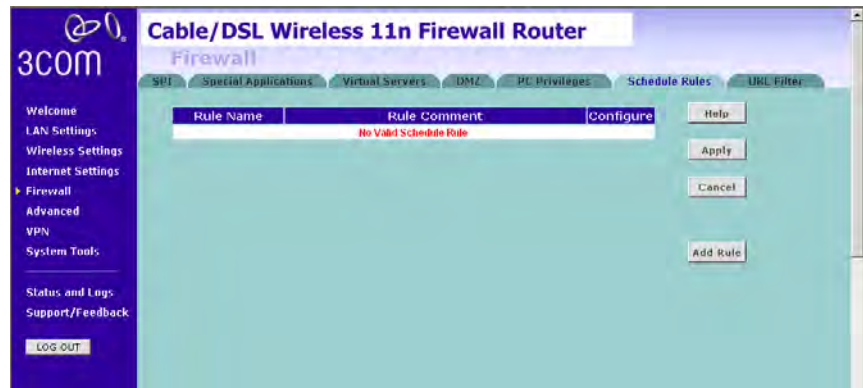 3COM
Cable/DSL Wireless 11n Firewall Router
Firewall
SPI Special Applications Virtual Servers DMZ PC Privileges Schedule Rules URL Filter
Welcome
LAN Settings
Wireless Settings
Internet Settings
Firewall
Advanced
VPN
System Tools
Status and Logs
Support/Feedback
LOG OUT
Rule Name Rule Comment Configure
No Valid Schedule Rule
Help
Apply
Cancel
Add Rule